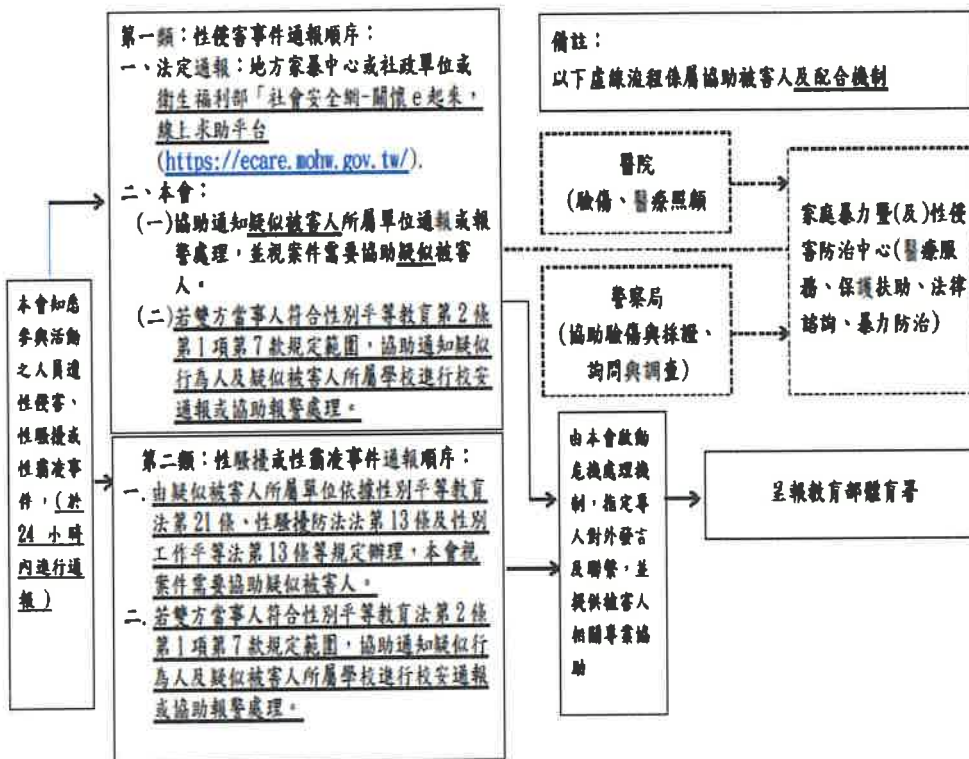 本會知悉
參與活動
之人員遭
性侵害、
性騷擾或
性霸凌事
件，(於
24 小時
內進行通
報)
第一類：性侵害事件通報順序：
一、法定通報：地方家暴中心或社政單位或
衛生福利部「社會安全網-關懷 e 起來，
線上求助平台
(https://ecare.mohw.gov.tw/).
二、本會：
(一)協助通知疑似被害人所屬單位通報或報
警處理，並視案件需要協助疑似被害
人。
(二)若雙方當事人符合性別平等教育第 2 條
第 1 項第 7 款規定範圍，協助通知疑似
行為人及疑似被害人所屬學校進行校安
通報或協助報警處理。
第二類：性騷擾或性霸凌事件通報順序：
一. 由疑似被害人所屬單位依據性別平等教育
法第 21 條、性騷擾防法法第 13 條及性別
工作平等法第 13 條等規定辦理，本會視
案件需要協助疑似被害人。
二. 若雙方當事人符合性別平等教育法第 2 條
第 1 項第 7 款規定範圍，協助通知疑似行
為人及疑似被害人所屬學校進行校安通報
或協助報警處理。
備註：
以下虛線流程係屬協助被害人及配合機制
醫院
(驗傷、醫療照顧
警察局
(協助驗傷與採證、
詢問與調查)
家庭暴力暨(及)性侵
害防治中心(醫療服
務、保護扶助、法律
諮詢、暴力防治)
由本會啟動
危機處理機
制，指定專
人對外發言
及聯繫，並
提供被害人
相關專業協
助
呈報教育部體育署